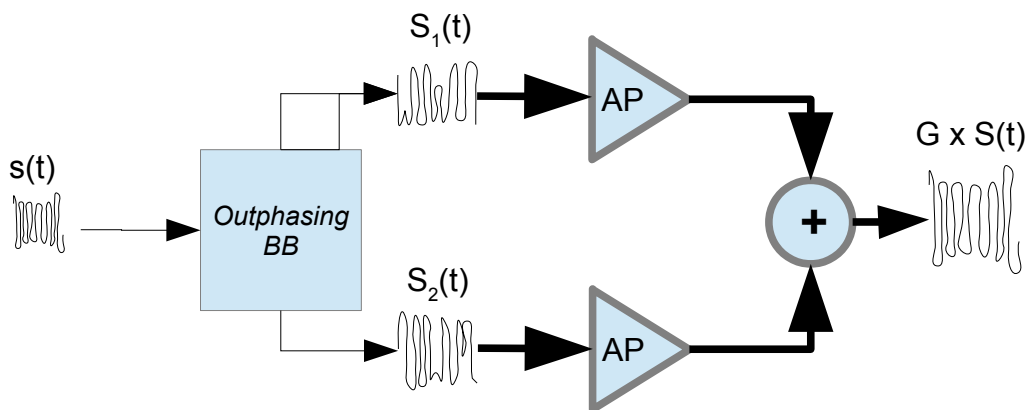 s(t)
Outphasing
BB
S₁(t)
AP
S₂(t)
AP
+
G x S(t)